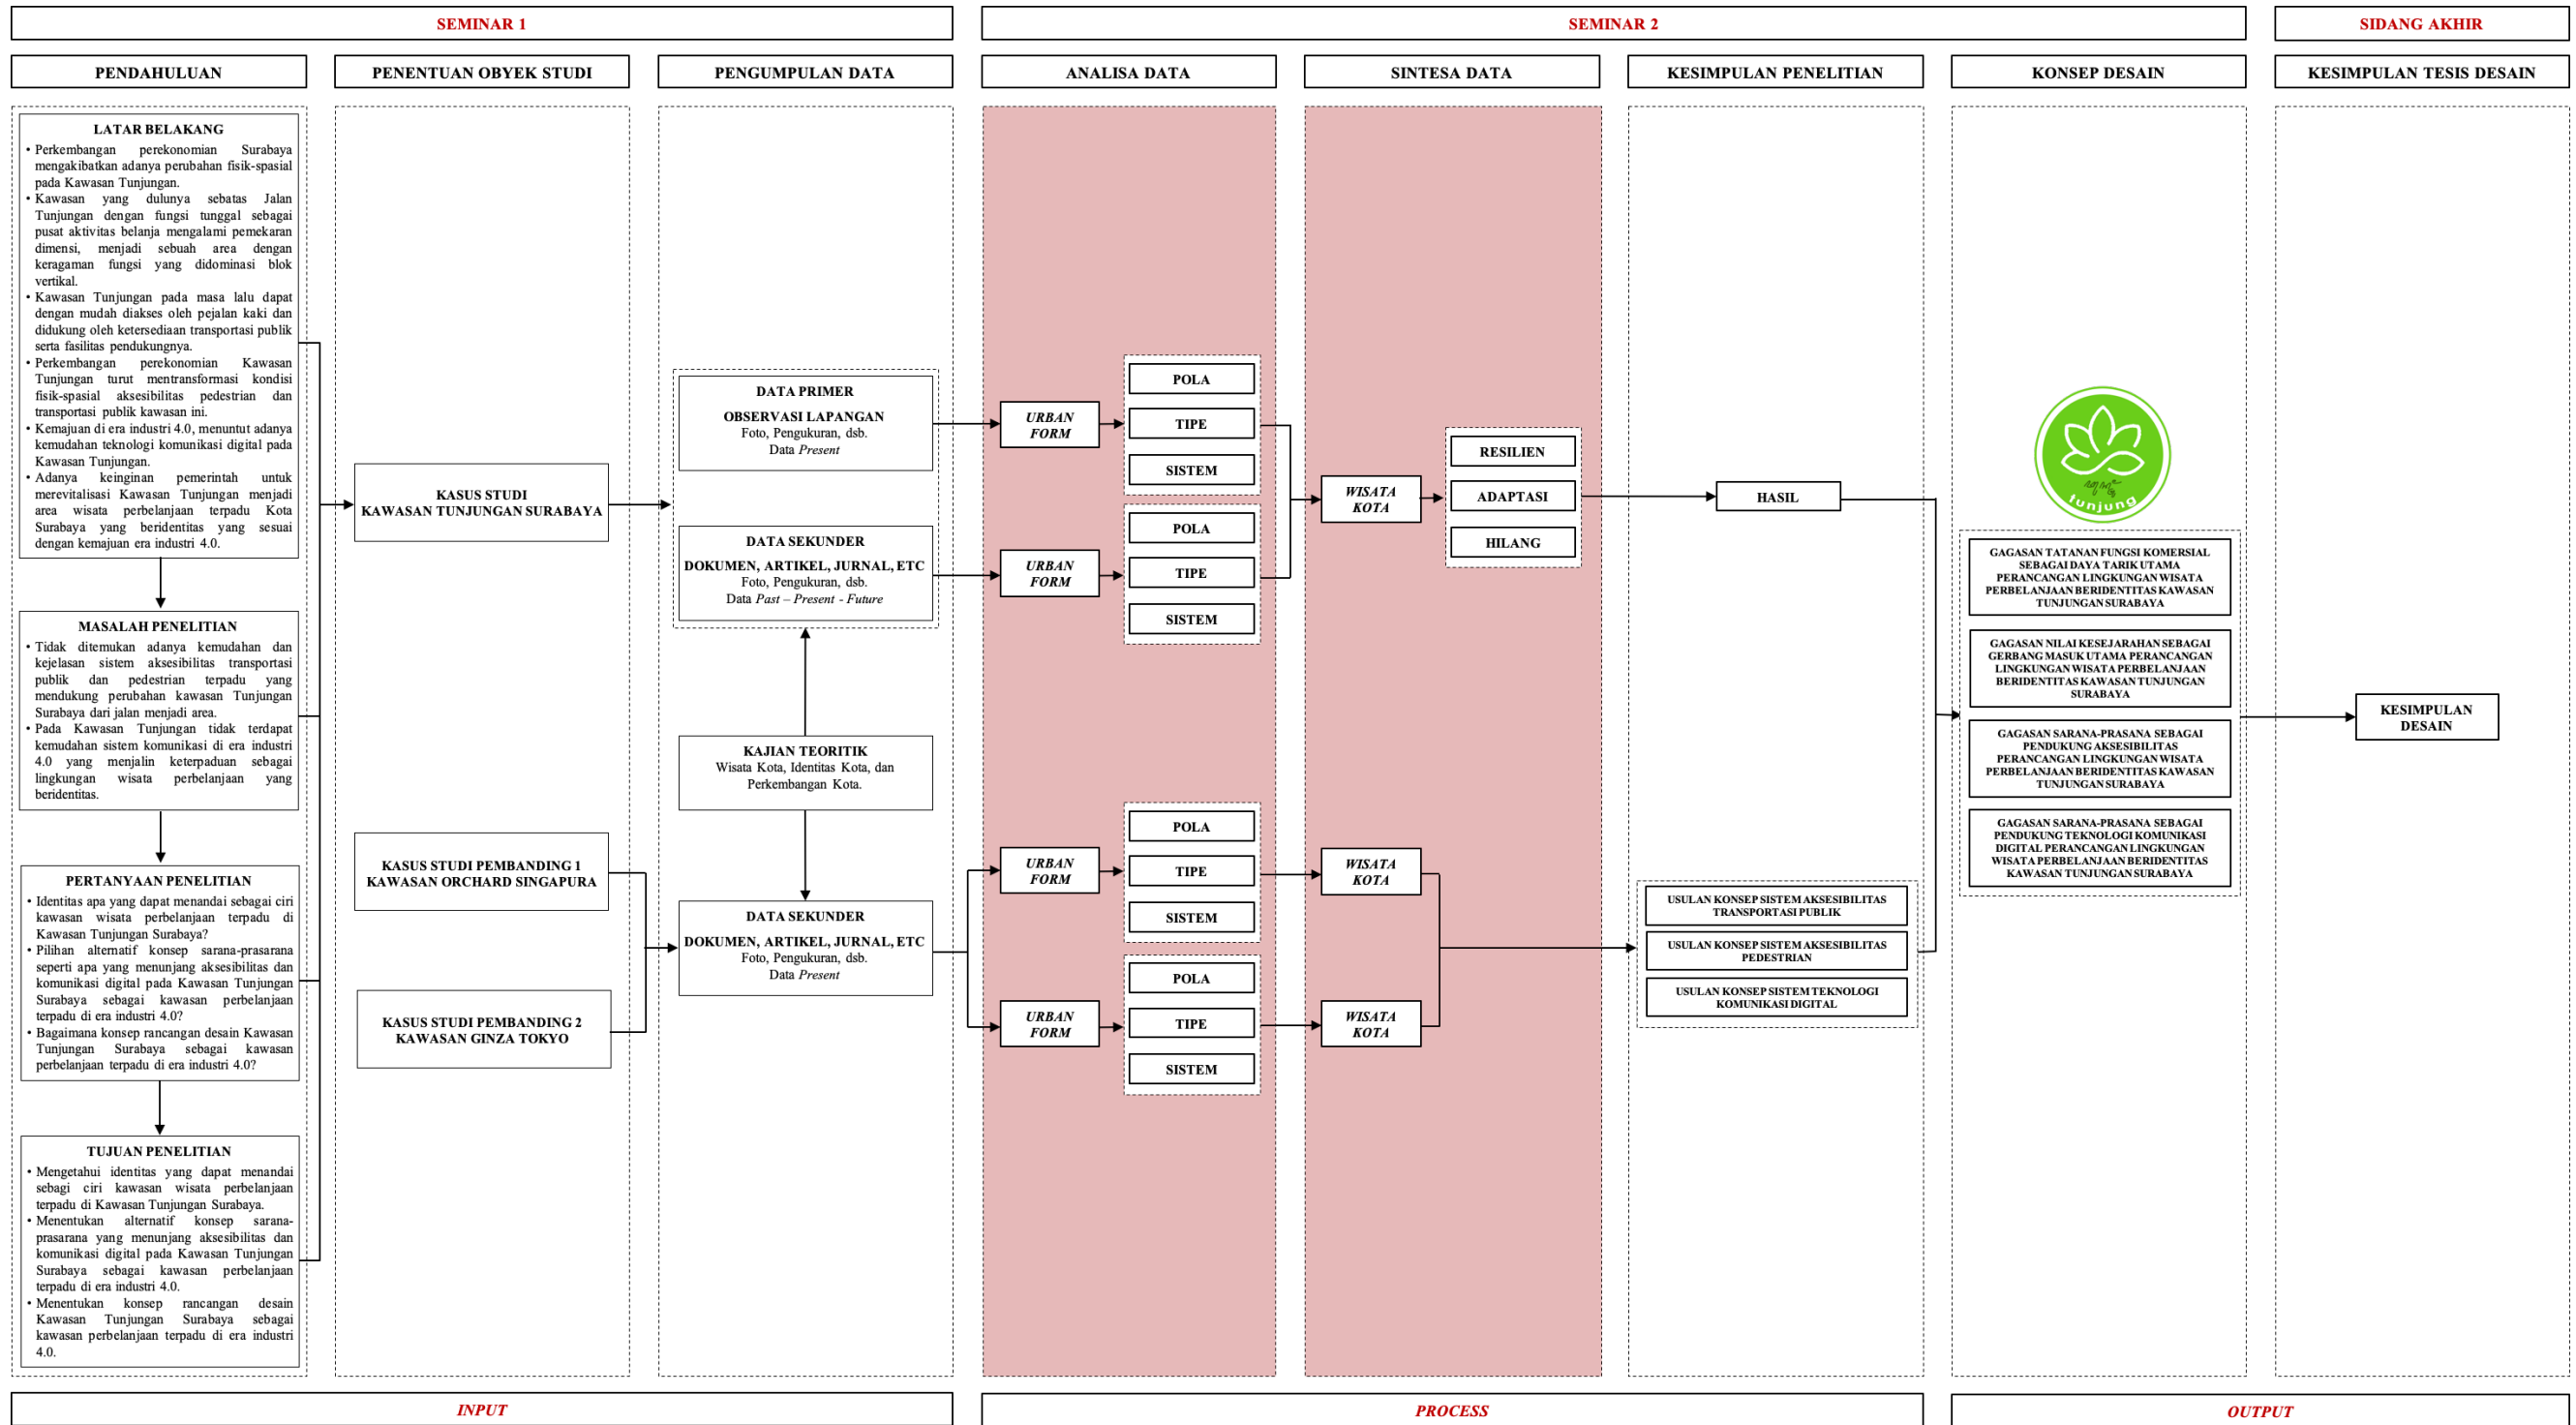 SEMINAR 1
SEMINAR 2
SIDANG AKHIR
PENDAHULUAN
PENENTUAN OBYEK STUDI
PENGUMPULAN DATA
ANALISA DATA
SINTESA DATA
KESIMPULAN PENELITIAN
KONSEP DESAIN
KESIMPULAN TESIS DESAIN
LATAR BELAKANG
• Perkembangan perekonomian Surabaya
mengakibatkan adanya perubahan fisik-spasial
pada Kawasan Tunjungan.
• Kawasan yang dulunya sebatas Jalan
Tunjungan dengan fungsi tunggal sebagai
pusat aktivitas belanja mengalami pemekaran
dimensi, menjadi sebuah area dengan
keragaman fungsi yang didominasi blok
vertikal.
• Kawasan Tunjungan pada masa lalu dapat
dengan mudah diakses oleh pejalan kaki dan
didukung oleh ketersediaan transportasi publik
serta fasilitas pendukungnya.
• Perkembangan perekonomian Kawasan
Tunjungan turut mentransformasi kondisi
fisik-spasial aksesibilitas pedestrian dan
transportasi publik kawasan ini.
• Kemajuan di era industri 4.0, menuntut adanya
kemudahan teknologi komunikasi digital pada
Kawasan Tunjungan.
• Adanya keinginan pemerintah untuk
merevitalisasi Kawasan Tunjungan menjadi
area wisata perbelanjaan terpadu Kota
Surabaya yang beridentitas yang sesuai
dengan kemajuan era industri 4.0.
MASALAH PENELITIAN
• Tidak ditemukan adanya kemudahan dan
kejelasan sistem aksesibilitas transportasi
publik dan pedestrian terpadu yang
mendukung perubahan kawasan Tunjungan
Surabaya dari jalan menjadi area.
• Pada Kawasan Tunjungan tidak terdapat
kemudahan sistem komunikasi di era industri
4.0 yang menjalin keterpaduan sebagai
lingkungan wisata perbelanjaan yang
beridentitas.
PERTANYAAN PENELITIAN
• Identitas apa yang dapat menandai sebagai ciri
kawasan wisata perbelanjaan terpadu di
Kawasan Tunjungan Surabaya?
• Pilihan alternatif konsep sarana-prasarana
seperti apa yang menunjang aksesibilitas dan
komunikasi digital pada Kawasan Tunjungan
Surabaya sebagai kawasan perbelanjaan
terpadu di era industri 4.0?
• Bagaimana konsep rancangan desain Kawasan
Tunjungan Surabaya sebagai kawasan
perbelanjaan terpadu di era industri 4.0?
TUJUAN PENELITIAN
• Mengetahui identitas yang dapat menandai
sebagi ciri kawasan wisata perbelanjaan
terpadu di Kawasan Tunjungan Surabaya.
• Menentukan alternatif konsep sarana-
prasarana yang menunjang aksesibilitas dan
komunikasi digital pada Kawasan Tunjungan
Surabaya sebagai kawasan perbelanjaan
terpadu di era industri 4.0.
• Menentukan konsep rancangan desain
Kawasan Tunjungan Surabaya sebagai
kawasan perbelanjaan terpadu di era industri
4.0.
KASUS STUDI
KAWASAN TUNJUNGAN SURABAYA
KASUS STUDI PEMBANDING 1
KAWASAN ORCHARD SINGAPURA
KASUS STUDI PEMBANDING 2
KAWASAN GINZA TOKYO
DATA PRIMER
OBSERVASI LAPANGAN
Foto, Pengukuran, dsb.
Data Present
DATA SEKUNDER
DOKUMEN, ARTIKEL, JURNAL, ETC
Foto, Pengukuran, dsb.
Data Past – Present - Future
KAJIAN TEORITIK
Wisata Kota, Identitas Kota, dan
Perkembangan Kota.
DATA SEKUNDER
DOKUMEN, ARTIKEL, JURNAL, ETC
Foto, Pengukuran, dsb.
Data Present
URBAN
FORM
POLA
TIPE
SISTEM
URBAN
FORM
POLA
TIPE
SISTEM
URBAN
FORM
POLA
TIPE
SISTEM
URBAN
FORM
POLA
TIPE
SISTEM
WISATA
KOTA
RESILIEN
ADAPTASI
HILANG
WISATA
KOTA
WISATA
KOTA
HASIL
USULAN KONSEP SISTEM AKSESIBILITAS
TRANSPORTASI PUBLIK
USULAN KONSEP SISTEM AKSESIBILITAS
PEDESTRIAN
USULAN KONSEP SISTEM TEKNOLOGI
KOMUNIKASI DIGITAL
tunjung
GAGASAN TATANAN FUNGSI KOMERSIAL
SEBAGAI DAYA TARIK UTAMA
PERANCANGAN LINGKUNGAN WISATA
PERBELANJAAN BERIDENTITAS KAWASAN
TUNJUNGAN SURABAYA
GAGASAN NILAI KESEJARAHAN SEBAGAI
GERBANG MASUK UTAMA PERANCANGAN
LINGKUNGAN WISATA PERBELANJAAN
BERIDENTITAS KAWASAN TUNJUNGAN
SURABAYA
GAGASAN SARANA-PRASANA SEBAGAI
PENDUKUNG AKSESIBILITAS
PERANCANGAN LINGKUNGAN WISATA
PERBELANJAAN BERIDENTITAS KAWASAN
TUNJUNGAN SURABAYA
GAGASAN SARANA-PRASANA SEBAGAI
PENDUKUNG TEKNOLOGI KOMUNIKASI
DIGITAL PERANCANGAN LINGKUNGAN
WISATA PERBELANJAAN BERIDENTITAS
KAWASAN TUNJUNGAN SURABAYA
KESIMPULAN
DESAIN
INPUT
PROCESS
OUTPUT